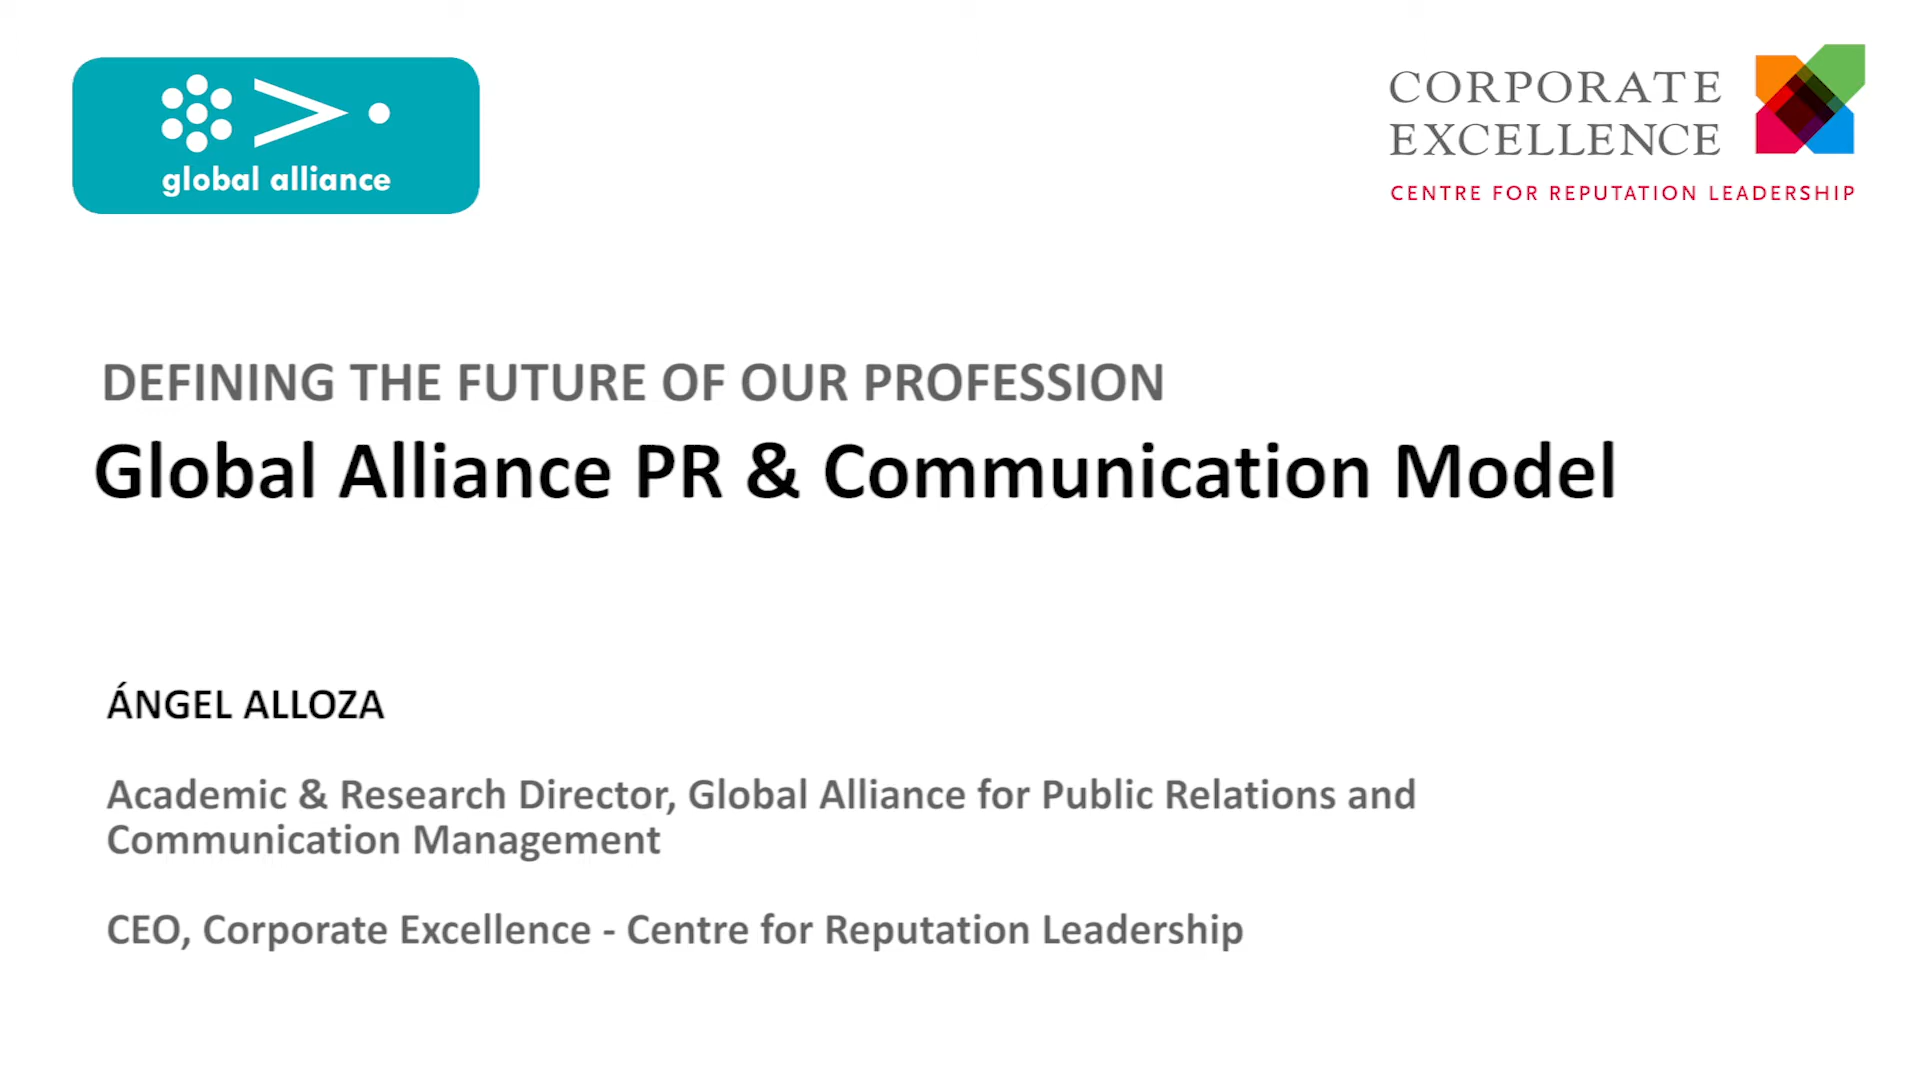 global alliance
CORPORATE
EXCELLENCE
CENTRE FOR REPUTATION LEADERSHIP
DEFINING THE FUTURE OF OUR PROFESSION
Global Alliance PR & Communication Model
ÁNGEL ALLOZA
Academic & Research Director, Global Alliance for Public Relations and
Communication Management
CEO, Corporate Excellence - Centre for Reputation Leadership